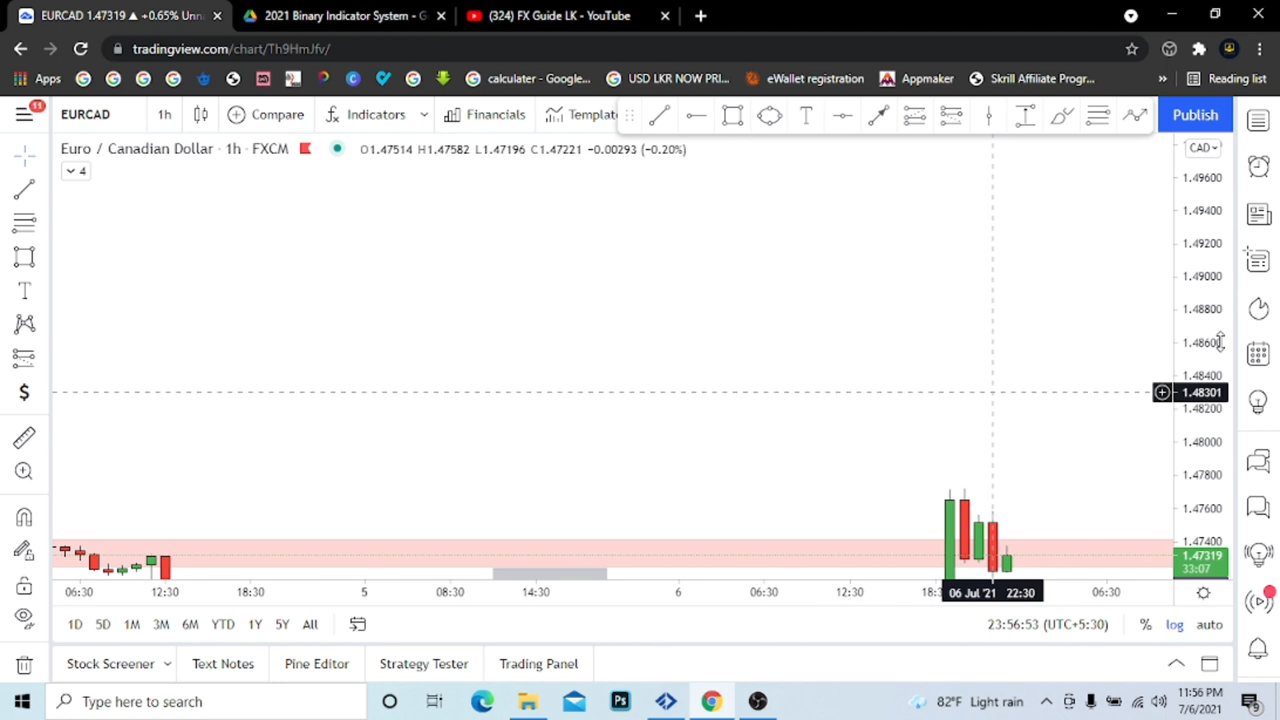 EURCAD 1.47319 ▲ +0.65% Unn
2021 Binary Indicator System - G
(324) FX Guide LK - YouTube
tradingview.com/chart/Th9HmJfv/
Apps
calculater - Google...
USD LKR NOW PRI...
eWallet registration
Appmaker
Skrill Affiliate Prog...
»
Reading list
11
EURCAD
1h
Compare
Indicators
Financials
Templat
Publish
Euro / Canadian Dollar · 1h · FXCM
O1.47514 H1.47582 L1.47196 C1.47221 −0.00293 (−0.20%)
CAD
4
1.49600
1.49400
1.49200
1.49000
1.48800
1.48600
1.48400
1.48301
1.48200
1.48000
1.47800
1.47600
1.47400
1.47319
33:07
06:30
12:30
18:30
5
08:30
14:30
6
06:30
12:30
18:3
06 Jul '21 22:30
06:30
1D
5D
1M
3M
6M
YTD
1Y
5Y
All
23:56:53 (UTC+5:30)
%
log
auto
Stock Screener
Text Notes
Pine Editor
Strategy Tester
Trading Panel
Type here to search
Ps
82°F Light rain
11:56 PM
7/6/2021
9